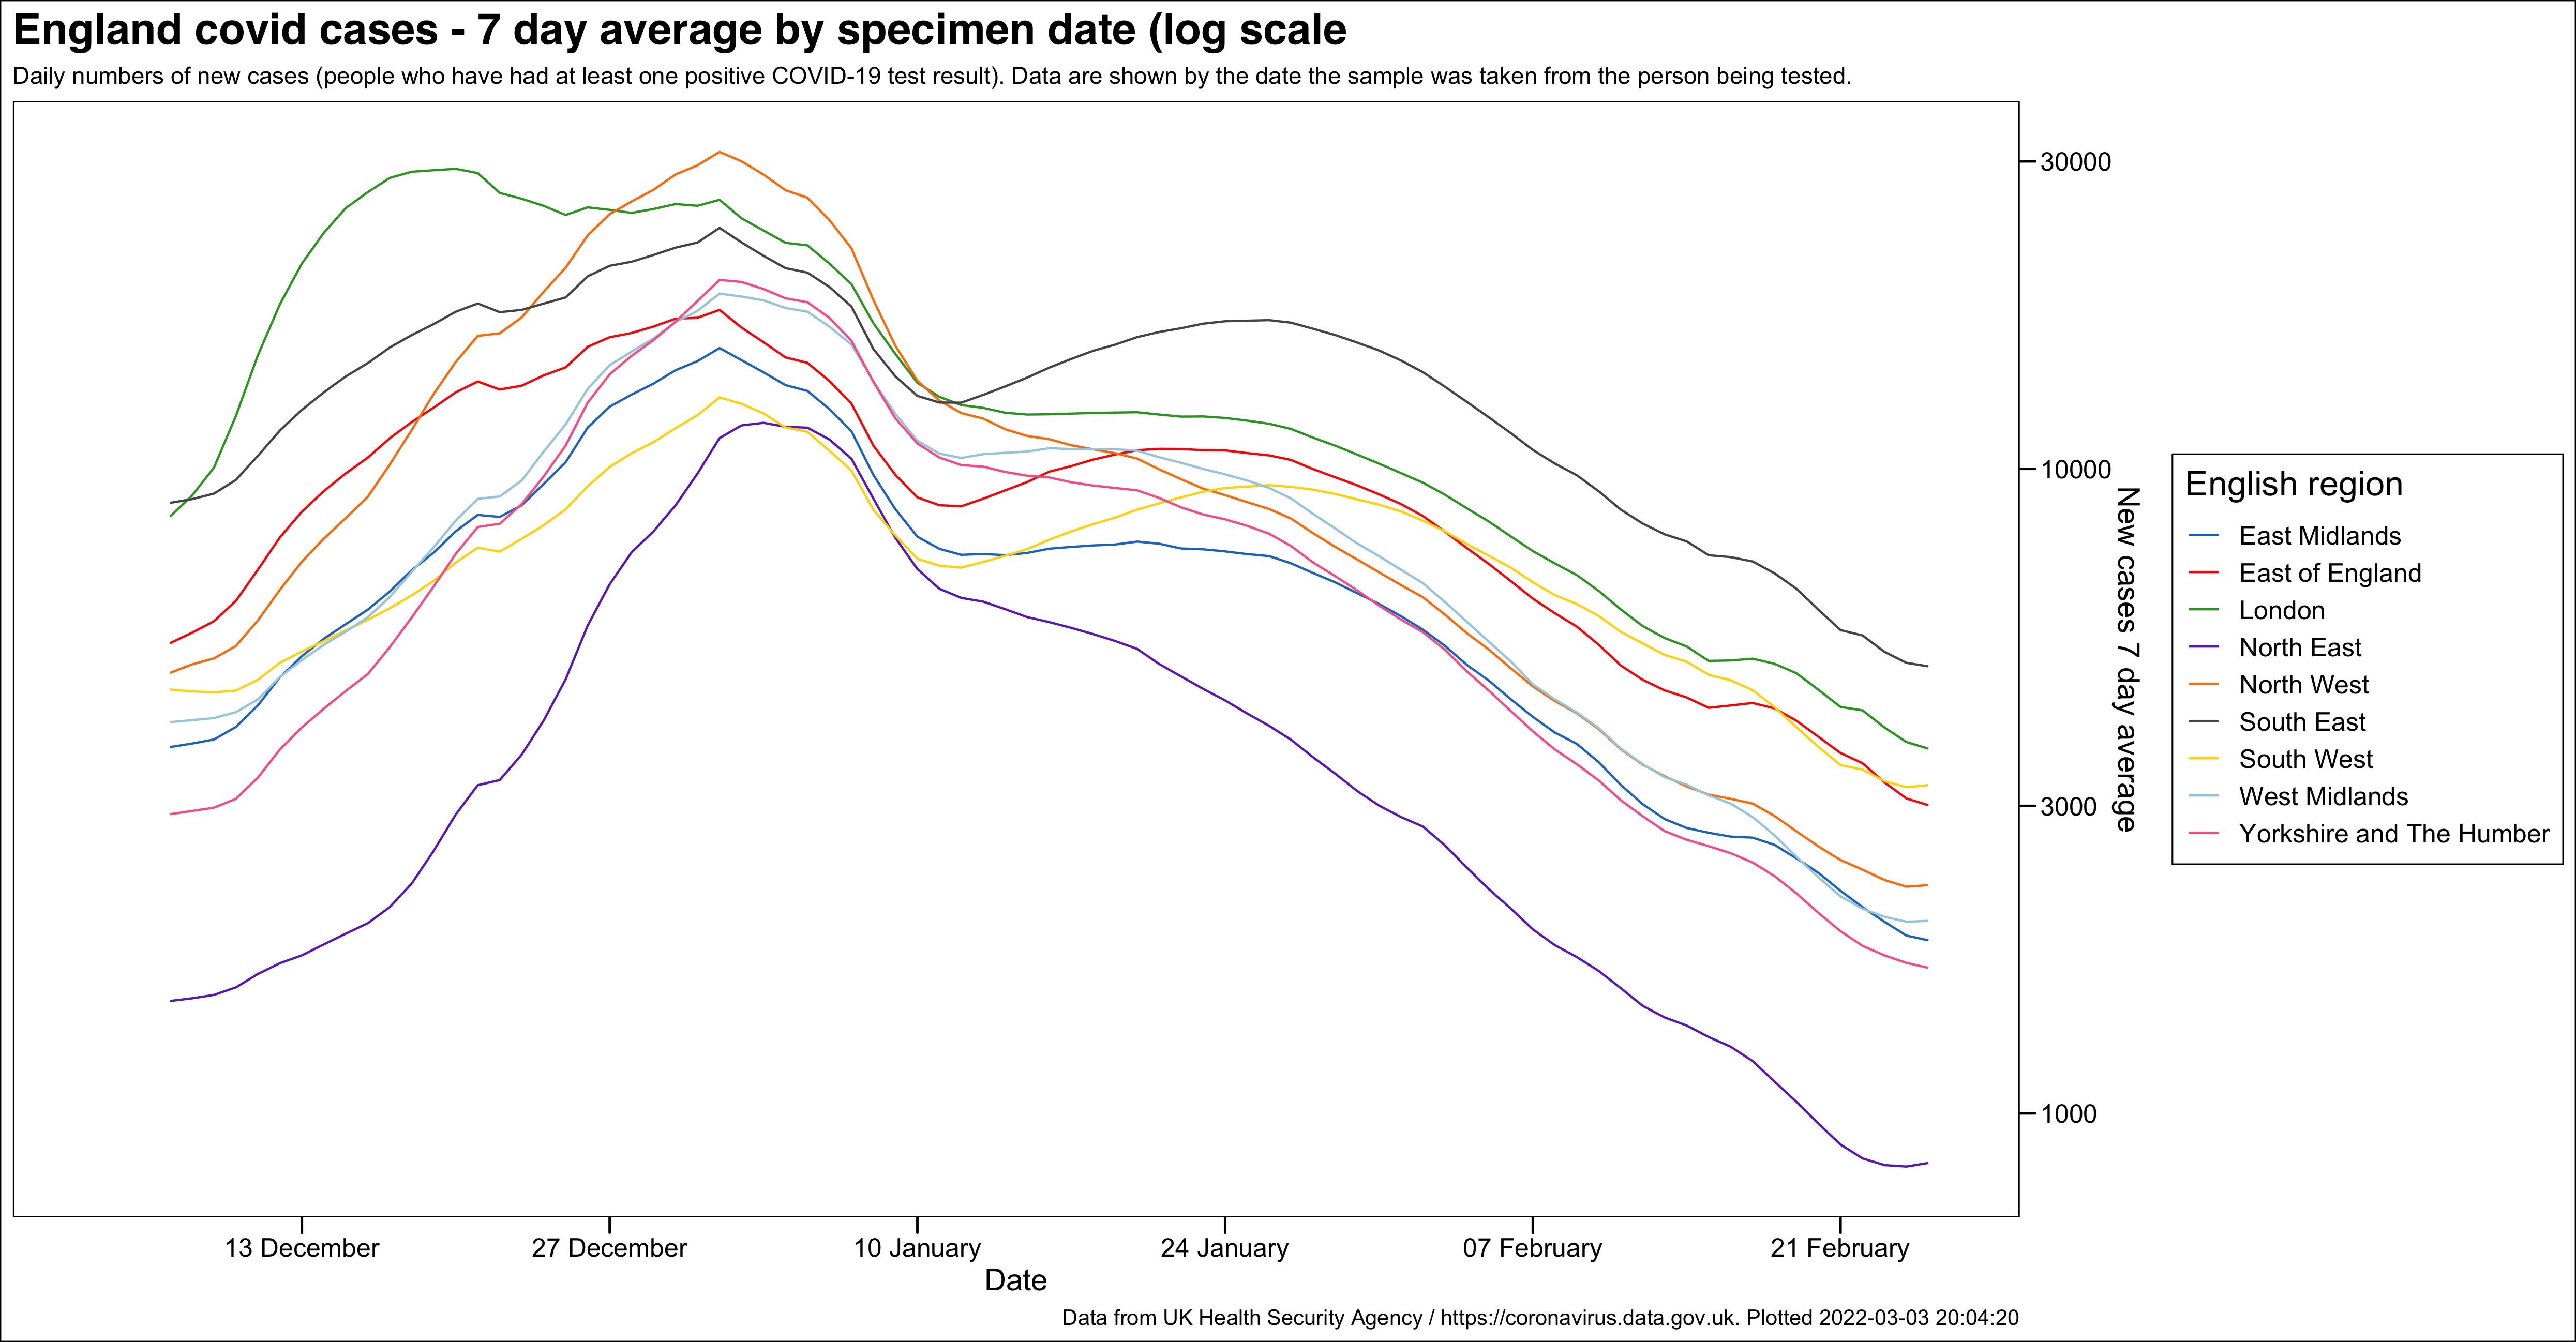 England covid cases - 7 day average by specimen date (log scale
Daily numbers of new cases (people who have had at least one positive COVID-19 test result). Data are shown by the date the sample was taken from the person being tested.
30000
10000
3000
1000
New cases 7 day average
English region
East Midlands
East of England
London
North East
North West
South East
South West
West Midlands
Yorkshire and The Humber
13 December
27 December
10 January
24 January
07 February
21 February
Date
Data from UK Health Security Agency / https://coronavirus.data.gov.uk. Plotted 2022-03-03 20:04:20